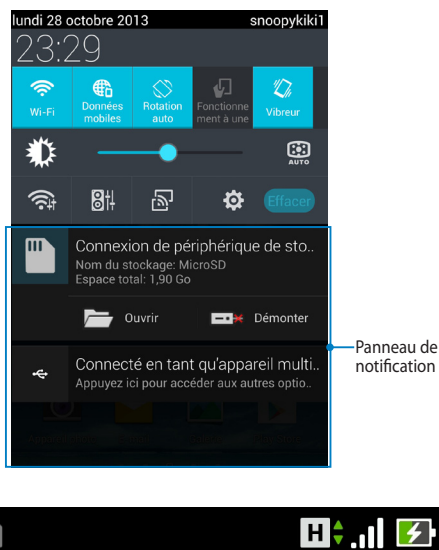 lundi 28 octobre 2013 snoopykiki1
23:29
Wi-Fi
Données mobiles
Rotation auto
Fonctionne ment à une
Vibreur
AUTO
Effacer
Connexion de périphérique de sto..
Nom du stockage: MicroSD
Espace total: 1,90 Go
Ouvrir Démonter
Connecté en tant qu'appareil multi..
Appuyez ici pour accéder aux autres optio..
Panneau de
notification
H